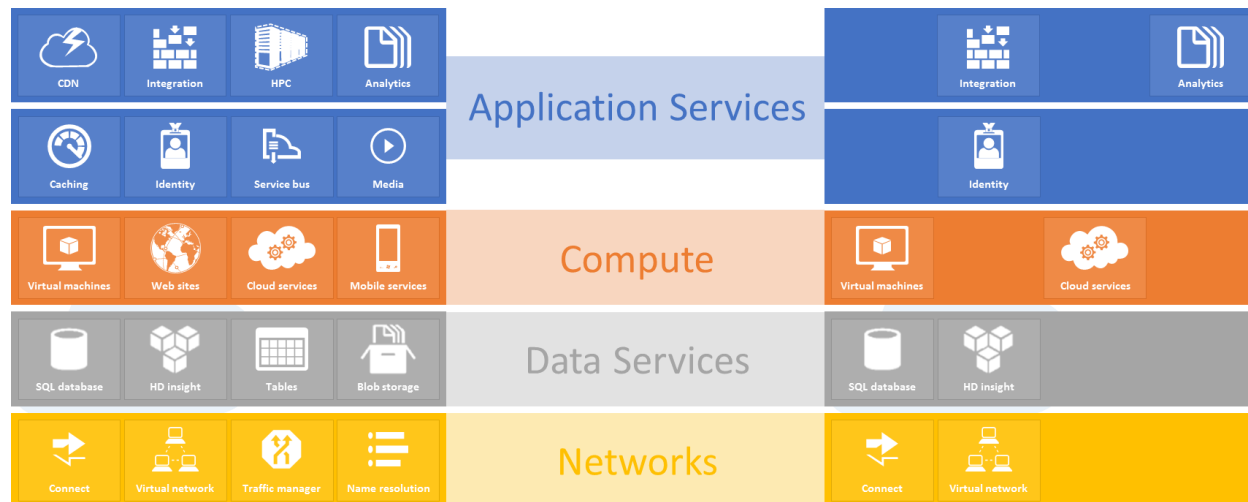 CDN
Integration
HPC
Analytics
Application Services
Integration
Analytics
Caching
Identity
Service bus
Media
Identity
Virtual machines
Web sites
Cloud services
Mobile services
Compute
Virtual machines
Cloud services
SQL database
HD insight
Tables
Blob storage
Data Services
SQL database
HD insight
Connect
Virtual network
Traffic manager
Name resolution
Networks
Connect
Virtual network